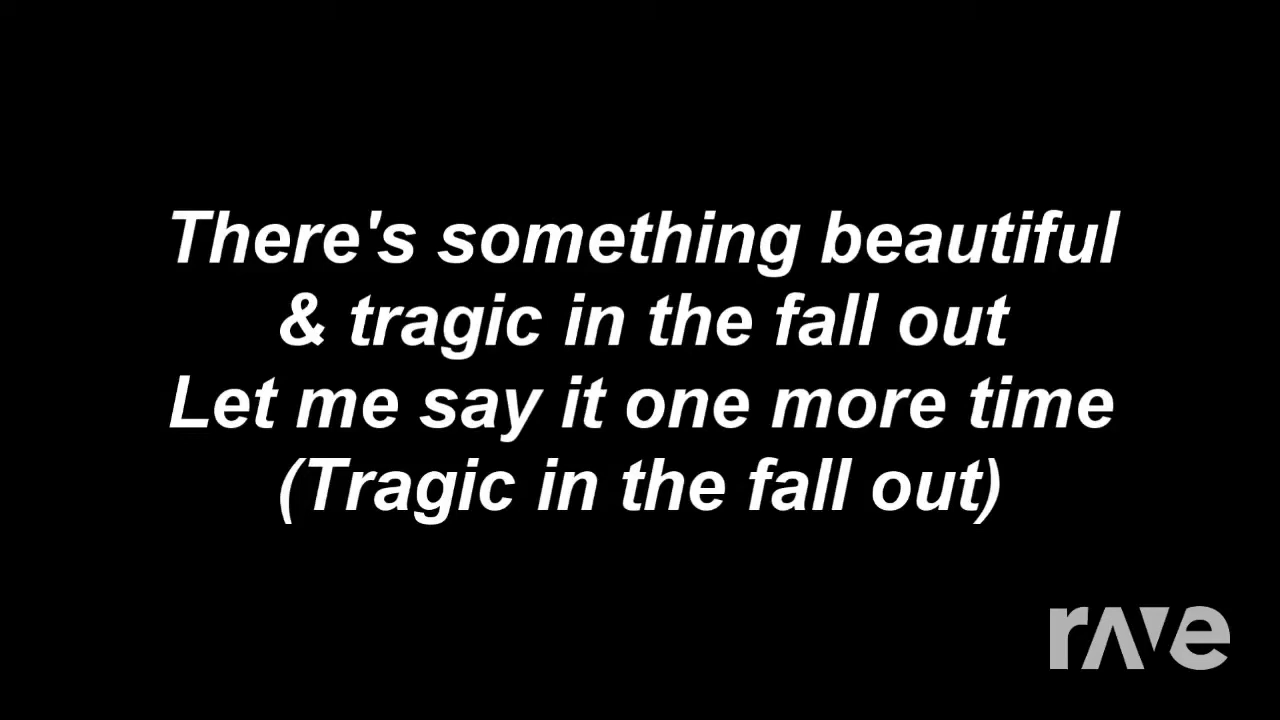 There's something beautiful
& tragic in the fall out
Let me say it one more time
(Tragic in the fall out)
rave